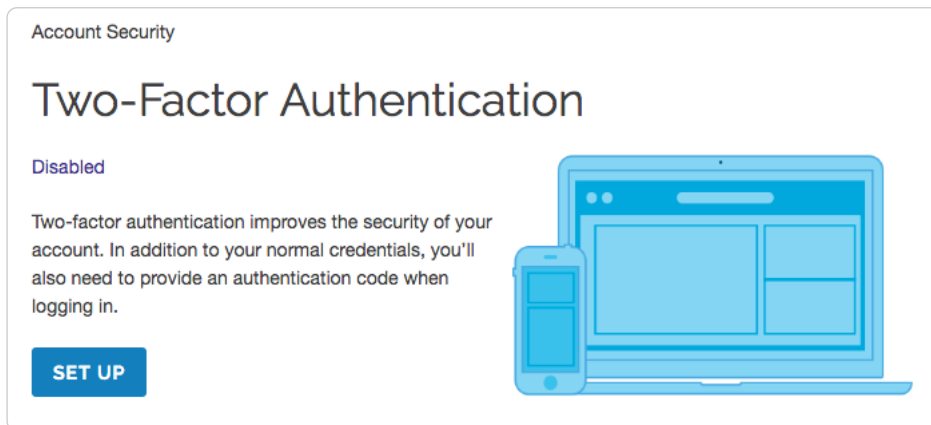 Account Security
Two-Factor Authentication
Disabled
Two-factor authentication improves the security of your
account. In addition to your normal credentials, you'll
also need to provide an authentication code when
logging in.
SET UP